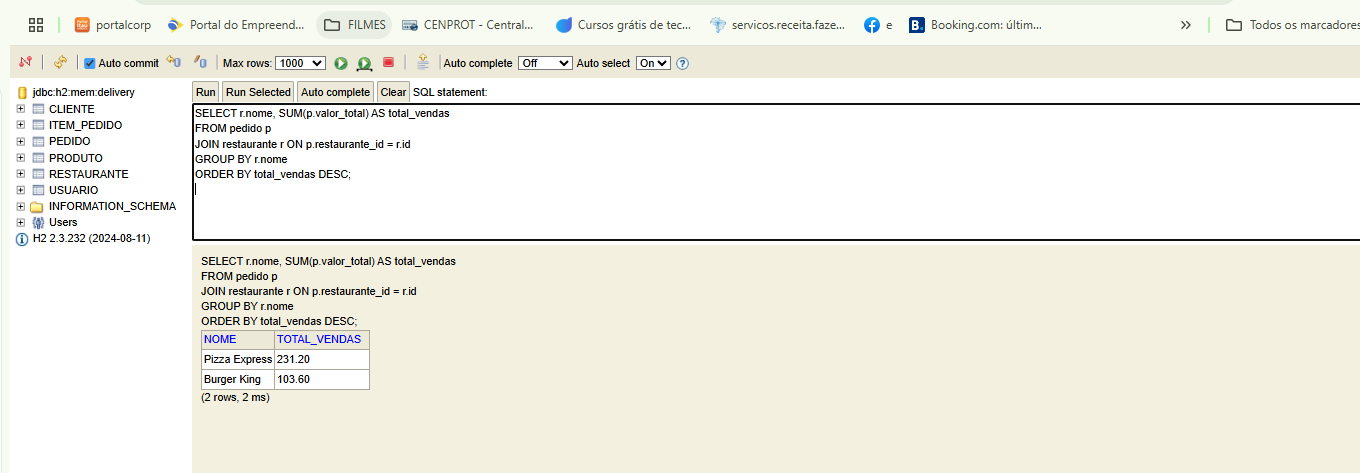 portalcorp Portal do Empreend... FILMES CENPROT - Central... Cursos grátis de tec... servicos.receita.faze... e Booking.com: últim... » Todos os marcadores
Auto commit Max rows: 1000 Auto complete Off Auto select On
jdbc:h2:mem:delivery
CLIENTE
ITEM_PEDIDO
PEDIDO
PRODUTO
RESTAURANTE
USUARIO
INFORMATION_SCHEMA
Users
H2 2.3.232 (2024-08-11)
Run Run Selected Auto complete Clear SQL statement:
SELECT r.nome, SUM(p.valor_total) AS total_vendas
FROM pedido p
JOIN restaurante r ON p.restaurante_id = r.id
GROUP BY r.nome
ORDER BY total_vendas DESC;
SELECT r.nome, SUM(p.valor_total) AS total_vendas
FROM pedido p
JOIN restaurante r ON p.restaurante_id = r.id
GROUP BY r.nome
ORDER BY total_vendas DESC;
NOME TOTAL_VENDAS
Pizza Express 231.20
Burger King 103.60
(2 rows, 2 ms)